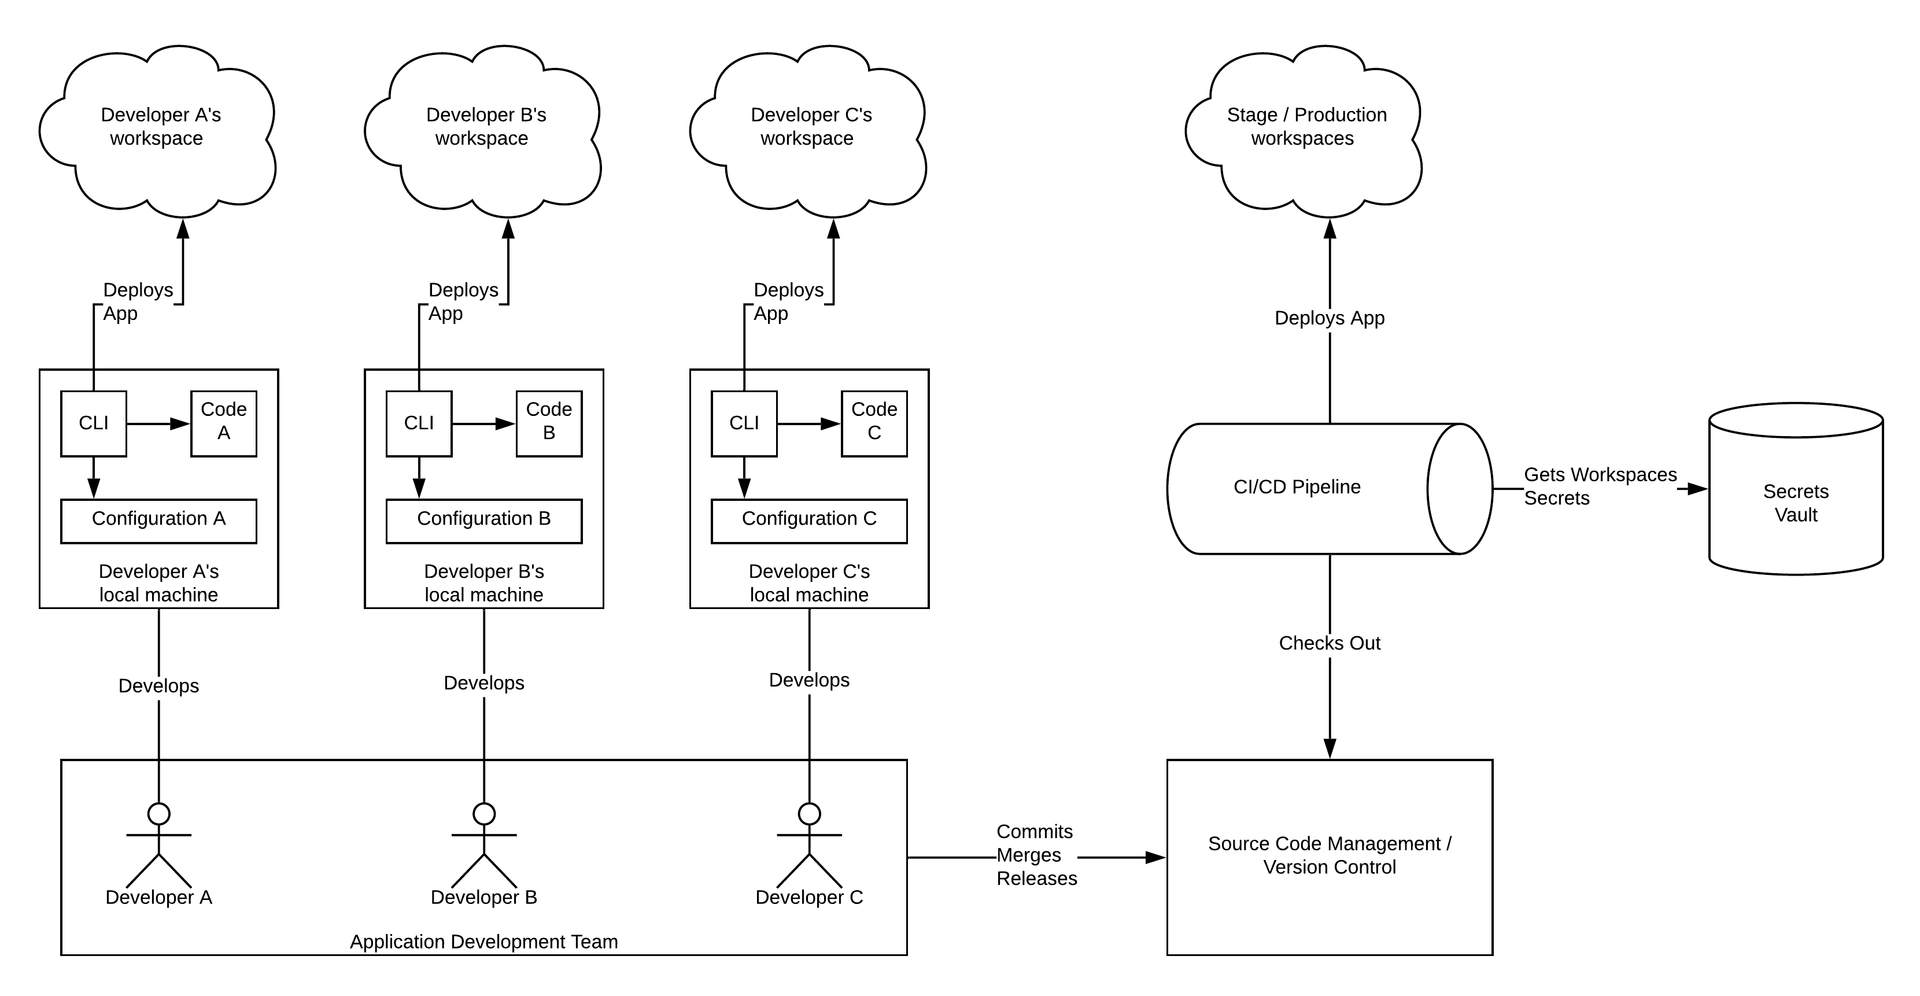 Developer A's
workspace
Developer B's
workspace
Developer C's
workspace
Stage / Production
workspaces
Deploys
App
Deploys
App
Deploys
App
Deploys App
CLI
Code
A
Configuration A
Developer A's
local machine
CLI
Code
B
Configuration B
Developer B's
local machine
CLI
Code
C
Configuration C
Developer C's
local machine
CI/CD Pipeline
Gets Workspaces
Secrets
Secrets
Vault
Checks Out
Develops
Develops
Develops
Developer A
Developer B
Developer C
Application Development Team
Commits
Merges
Releases
Source Code Management /
Version Control